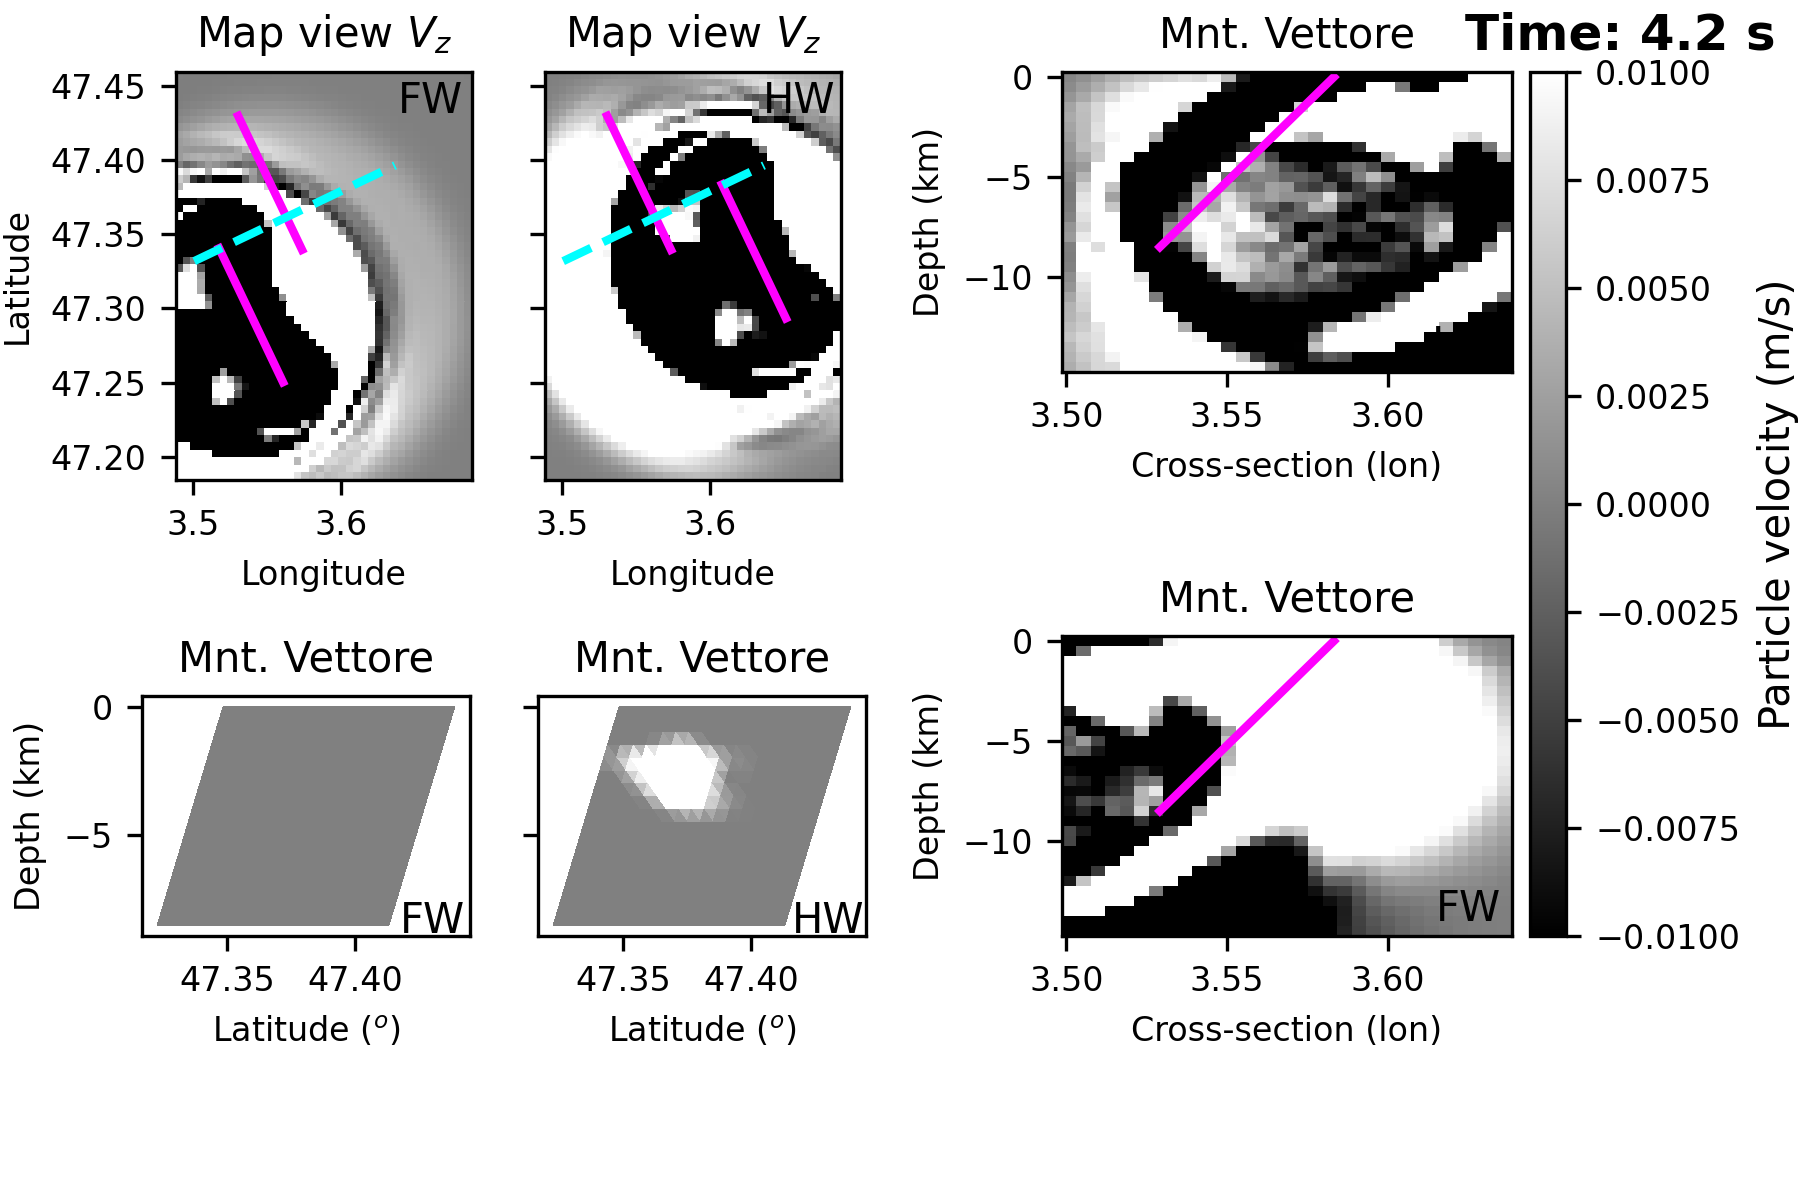 Map view Vz
FW
47.45
47.40
47.35
47.30
47.25
47.20
Latitude
3.5
3.6
Longitude
Map view Vz
HW
3.5
3.6
Longitude
Mnt. Vettore
0
−5
−10
Depth (km)
3.50
3.55
3.60
Cross-section (lon)
Time: 4.2 s
0.0100
0.0075
0.0050
0.0025
0.0000
−0.0025
−0.0050
−0.0075
−0.0100
Particle velocity (m/s)
Mnt. Vettore
0
−5
Depth (km)
FW
47.35
47.40
Latitude (o)
Mnt. Vettore
HW
47.35
47.40
Latitude (o)
Mnt. Vettore
0
−5
−10
Depth (km)
FW
3.50
3.55
3.60
Cross-section (lon)